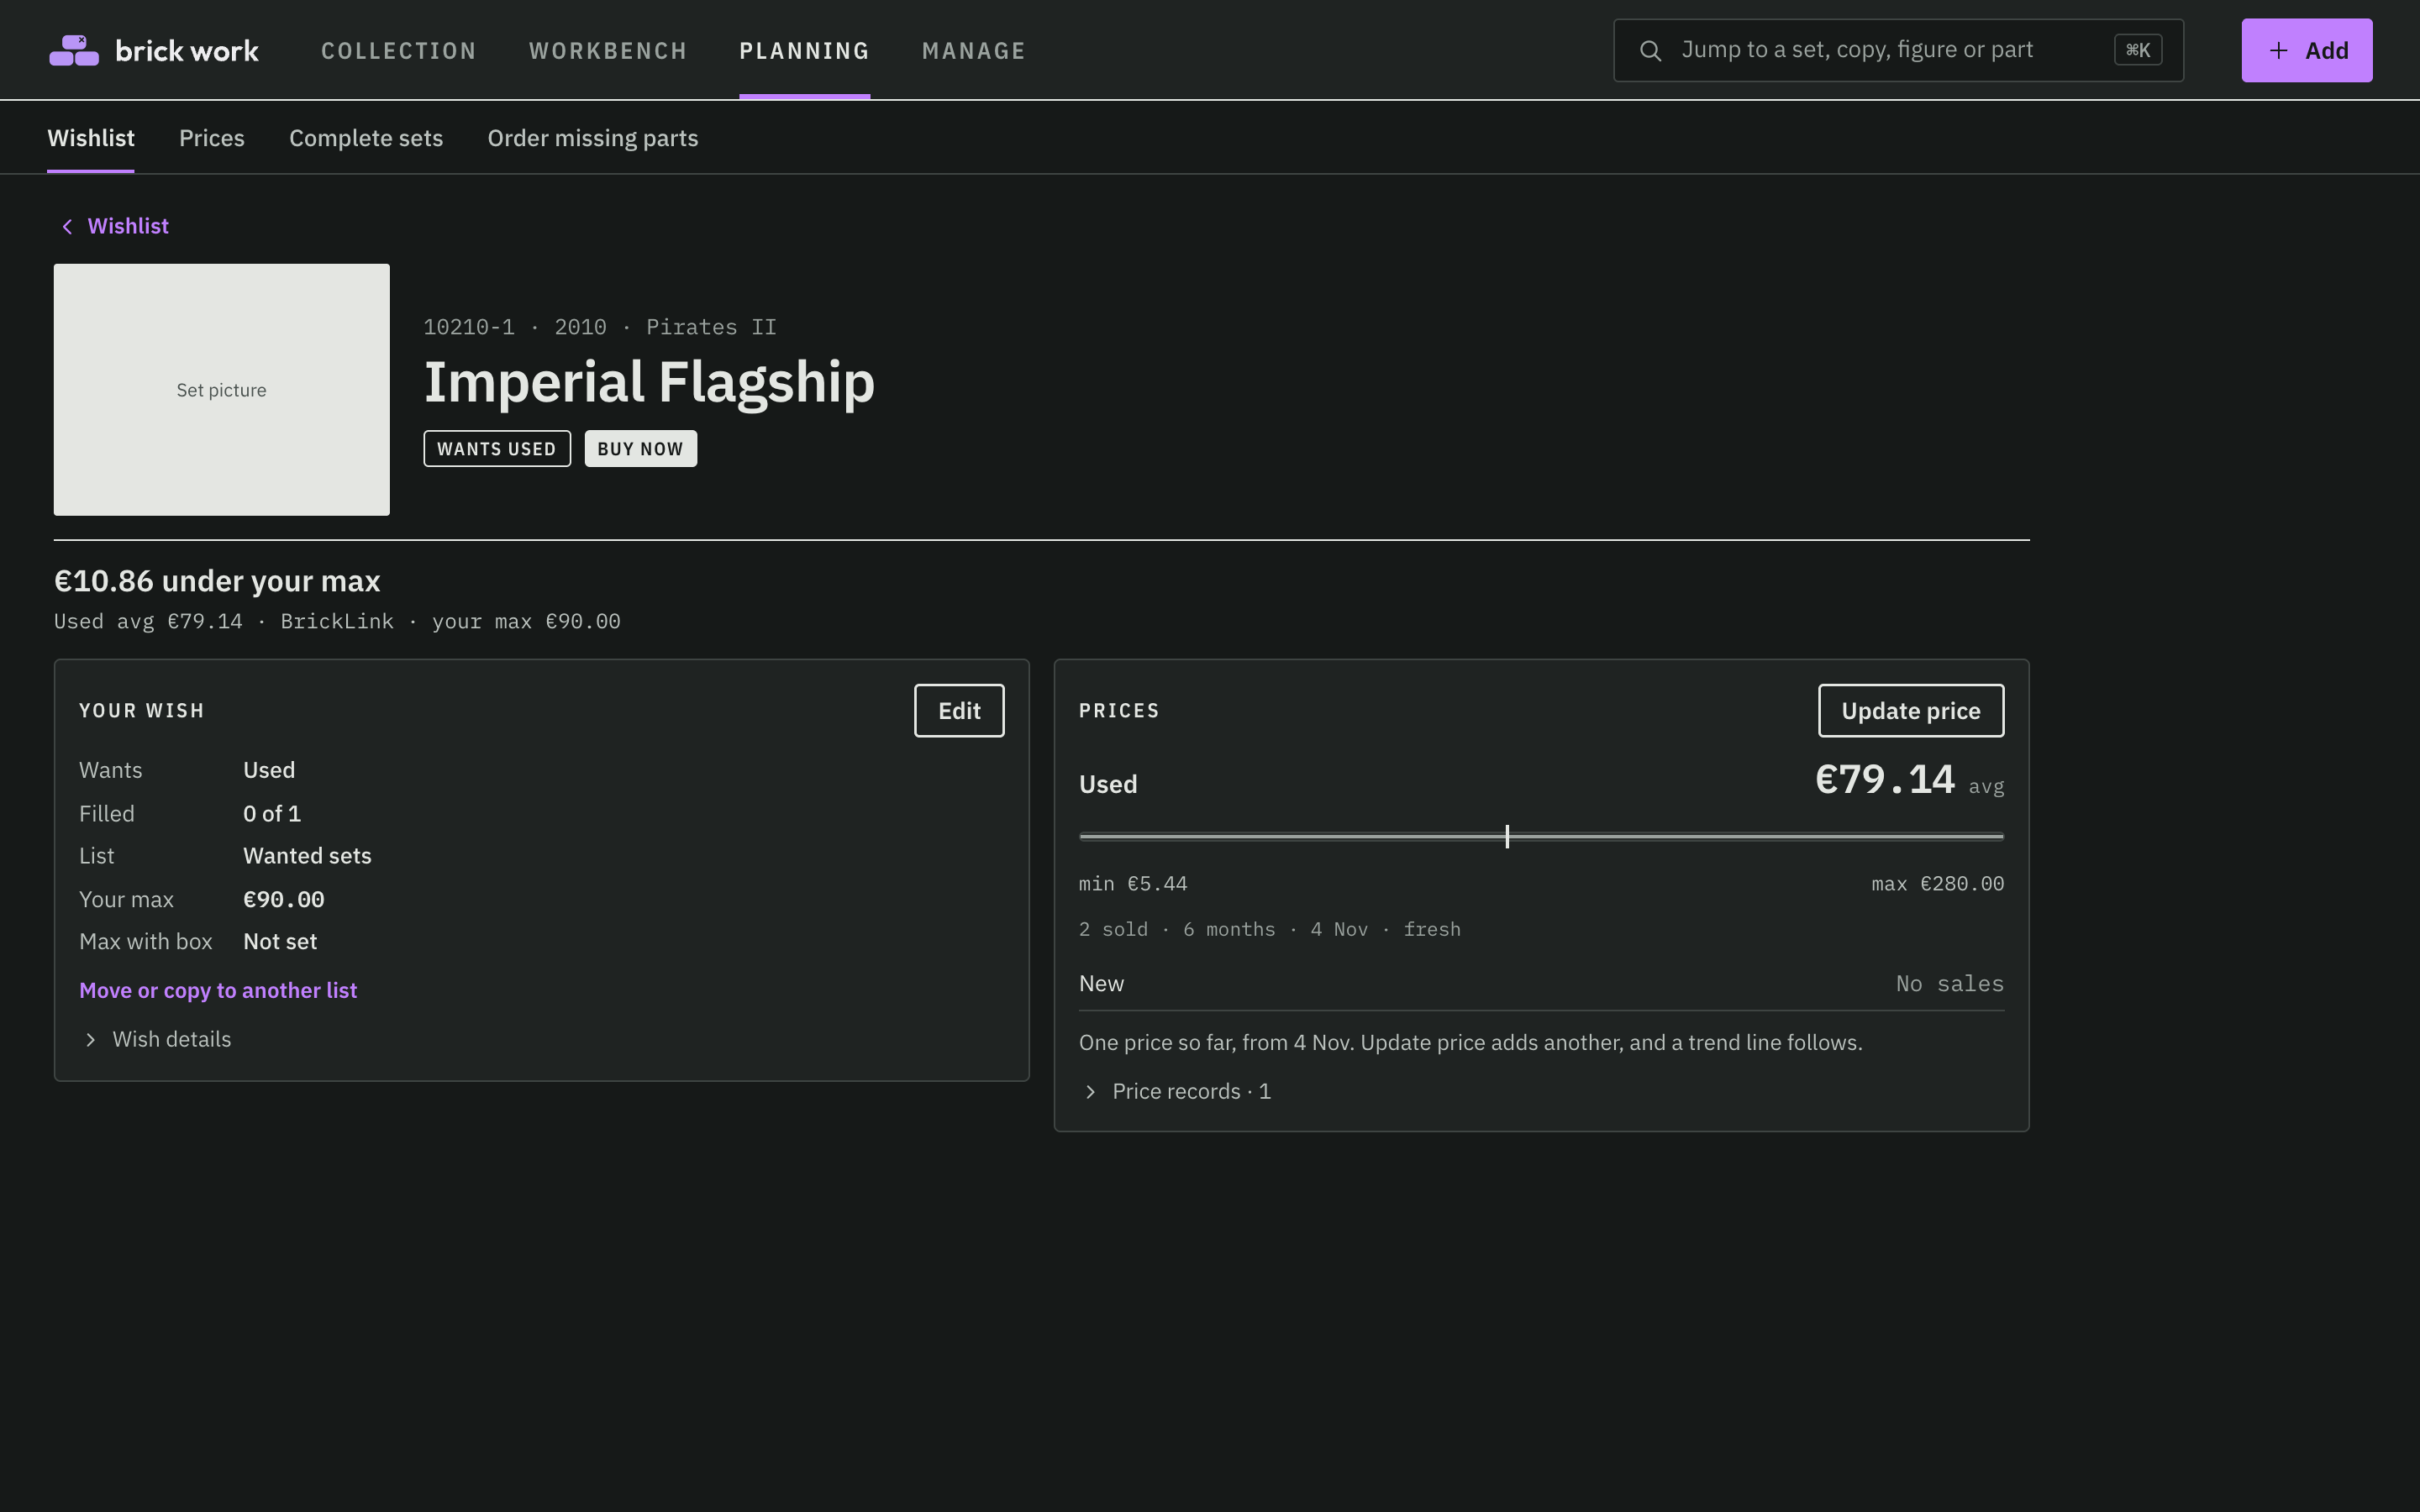 brick work
COLLECTION
WORKBENCH
PLANNING
MANAGE
Jump to a set, copy, figure or part
⌘K
+ Add
Wishlist
Prices
Complete sets
Order missing parts
Wishlist
Set picture
10210-1 · 2010 · Pirates II
Imperial Flagship
WANTS USED
BUY NOW
€10.86 under your max
Used avg €79.14 · BrickLink · your max €90.00
YOUR WISH
Edit
Wants Used
Filled 0 of 1
List Wanted sets
Your max €90.00
Max with box Not set
Move or copy to another list
Wish details
PRICES
Update price
Used €79.14 avg
min €5.44 max €280.00
2 sold · 6 months · 4 Nov · fresh
New No sales
One price so far, from 4 Nov. Update price adds another, and a trend line follows.
Price records · 1